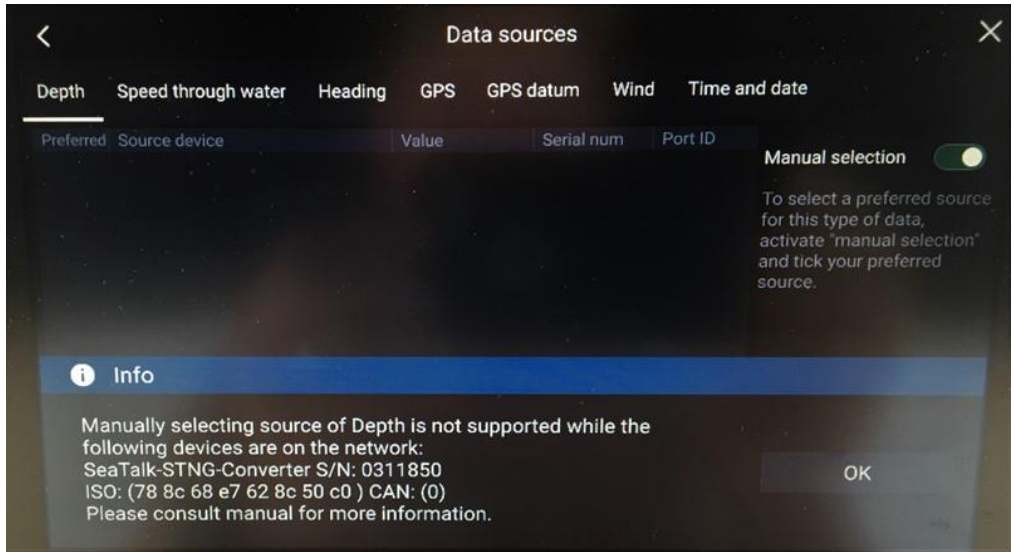 Data sources
Depth Speed through water Heading GPS GPS datum Wind Time and date
Preferred Source device Value Serial num Port ID
Manual selection
To select a preferred source
for this type of data,
activate "manual selection"
and tick your preferred
source.
Info
Manually selecting source of Depth is not supported while the
following devices are on the network:
SeaTalk-STNG-Converter S/N: 0311850
ISO: (78 8c 68 e7 62 8c 50 c0 ) CAN: (0)
Please consult manual for more information.
OK